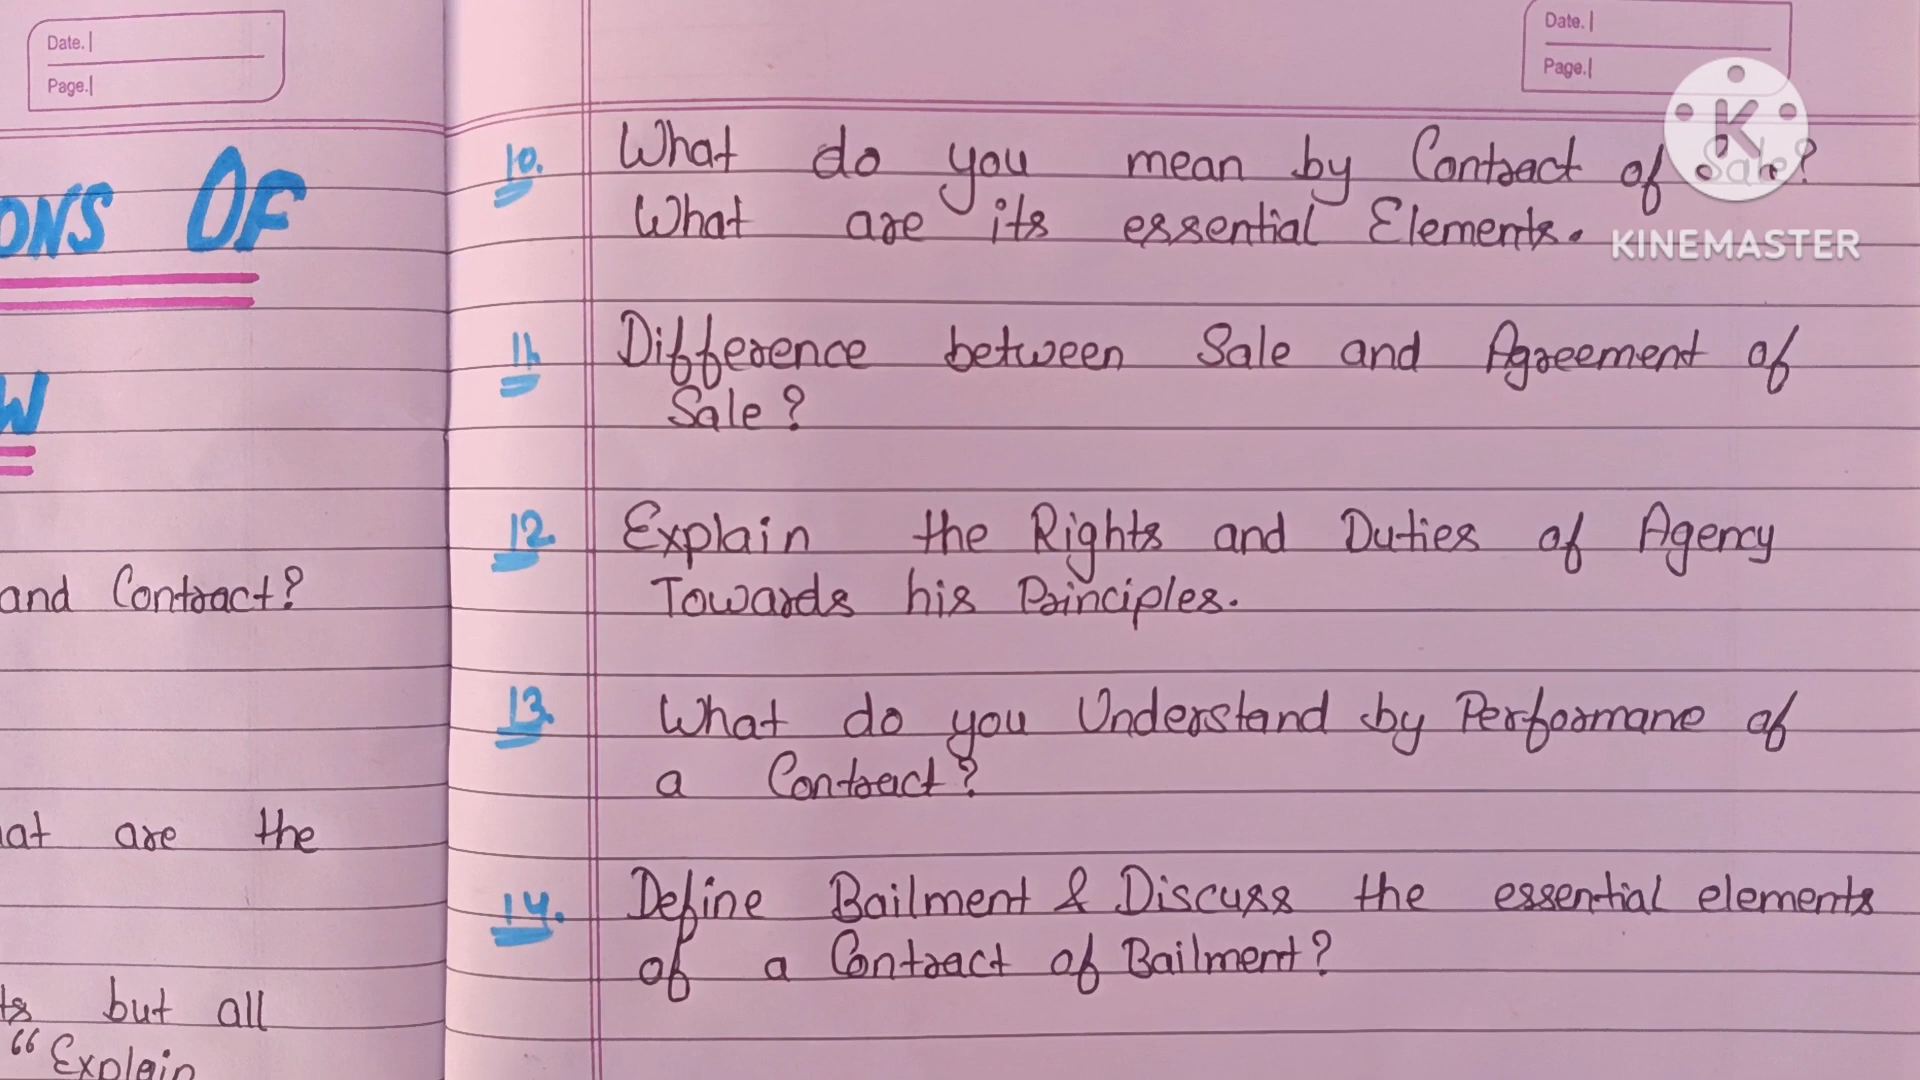 Date.
Page.
ONS OF
W
and Contract?
at are the
ts but all
"Explain
Date.
Page.
10. What do you mean by Contract of Sale?
What are its essential Elements.
K
KINEMASTER
11. Difference between Sale and Agreement of
Sale?
12. Explain the Rights and Duties of Agency
Towards his Principles.
13. What do you Understand by Performane of
a Contract?
14. Define Bailment & Discuss the essential elements
of a Contract of Bailment?